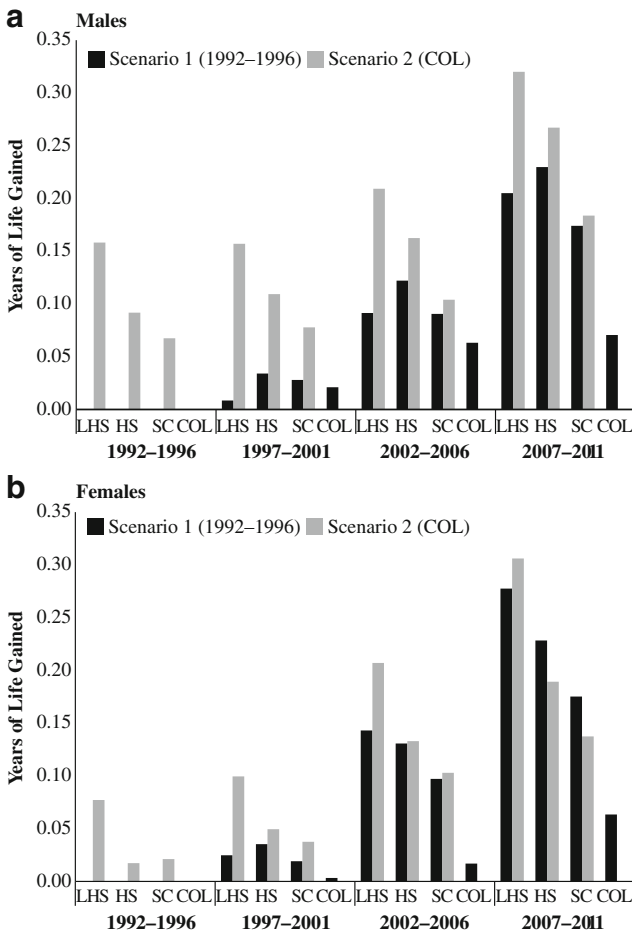 a Males
0.35
Scenario 1 (1992–1996) Scenario 2 (COL)
0.30
0.25
0.20
0.15
0.10
0.05
0.00
Years of Life Gained
LHS HS SC COL LHS HS SC COL LHS HS SC COL LHS HS SC COL
1992–1996 1997–2001 2002–2006 2007–2011
b Females
0.35
Scenario 1 (1992–1996) Scenario 2 (COL)
0.30
0.25
0.20
0.15
0.10
0.05
0.00
Years of Life Gained
LHS HS SC COL LHS HS SC COL LHS HS SC COL LHS HS SC COL
1992–1996 1997–2001 2002–2006 2007–2011